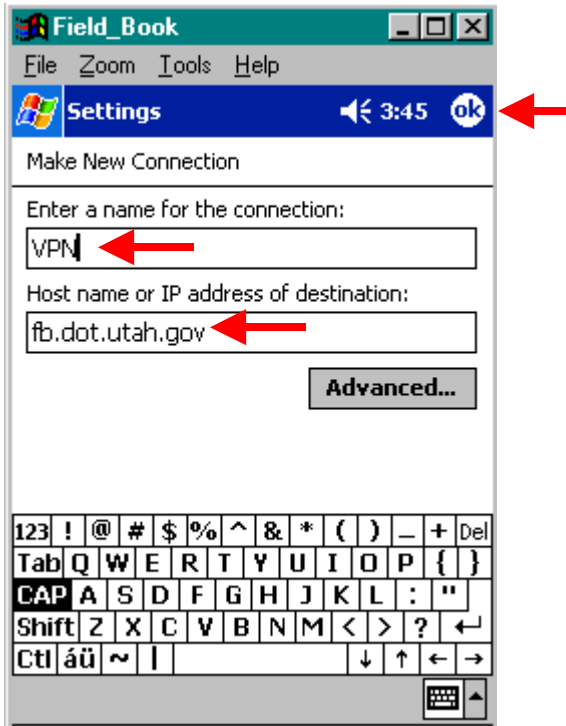 Field_Book
File Zoom Tools Help
Settings 3:45 ok
Make New Connection
Enter a name for the connection:
VPN
Host name or IP address of destination:
fb.dot.utah.gov
Advanced...
123 ! @ # $ % ^ & * ( ) _ + Del
Tab Q W E R T Y U I O P { }
CAP A S D F G H J K L : "
Shift Z X C V B N M < > ? ↵
Ctl áü ~ | ↓ ↑ ← →